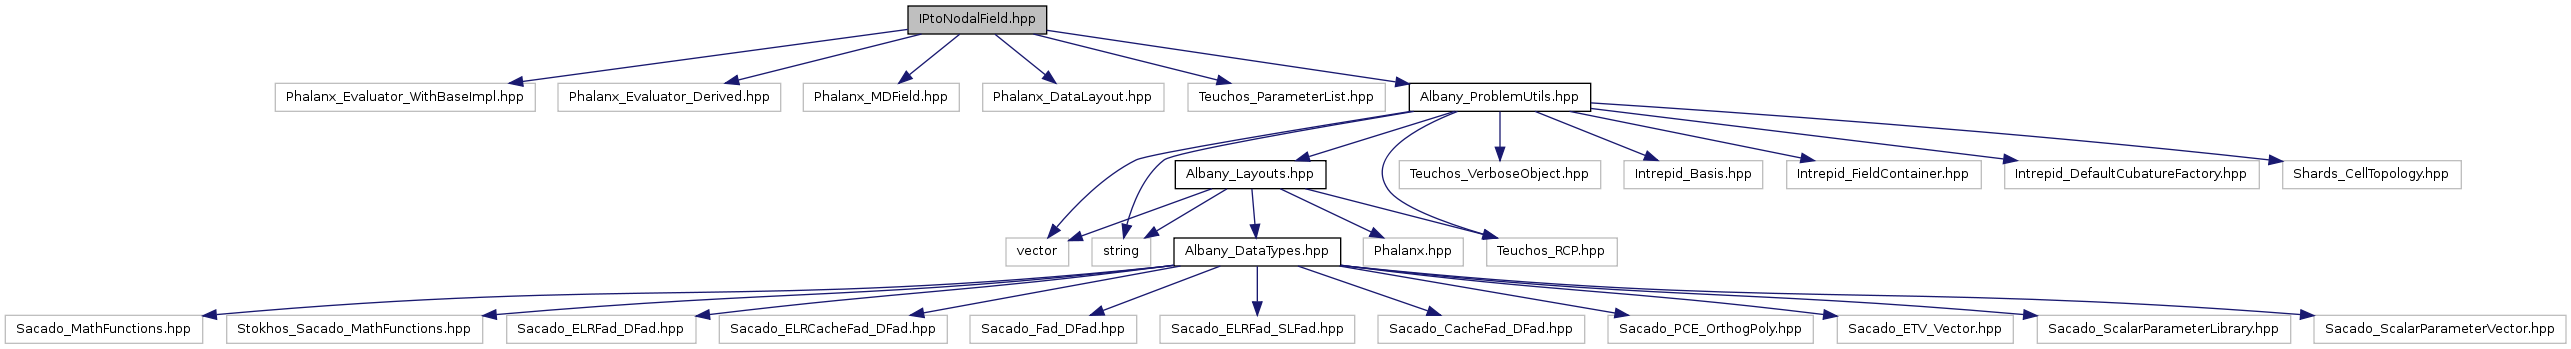 IPtoNodalField.hpp
Phalanx_Evaluator_WithBaseImpl.hpp
Phalanx_Evaluator_Derived.hpp
Phalanx_MDField.hpp
Phalanx_DataLayout.hpp
Teuchos_ParameterList.hpp
Albany_ProblemUtils.hpp
Albany_Layouts.hpp
Teuchos_VerboseObject.hpp
Intrepid_Basis.hpp
Intrepid_FieldContainer.hpp
Intrepid_DefaultCubatureFactory.hpp
Shards_CellTopology.hpp
vector
string
Albany_DataTypes.hpp
Phalanx.hpp
Teuchos_RCP.hpp
Sacado_MathFunctions.hpp
Stokhos_Sacado_MathFunctions.hpp
Sacado_ELRFad_DFad.hpp
Sacado_ELRCacheFad_DFad.hpp
Sacado_Fad_DFad.hpp
Sacado_ELRFad_SLFad.hpp
Sacado_CacheFad_DFad.hpp
Sacado_PCE_OrthogPoly.hpp
Sacado_ETV_Vector.hpp
Sacado_ScalarParameterLibrary.hpp
Sacado_ScalarParameterVector.hpp